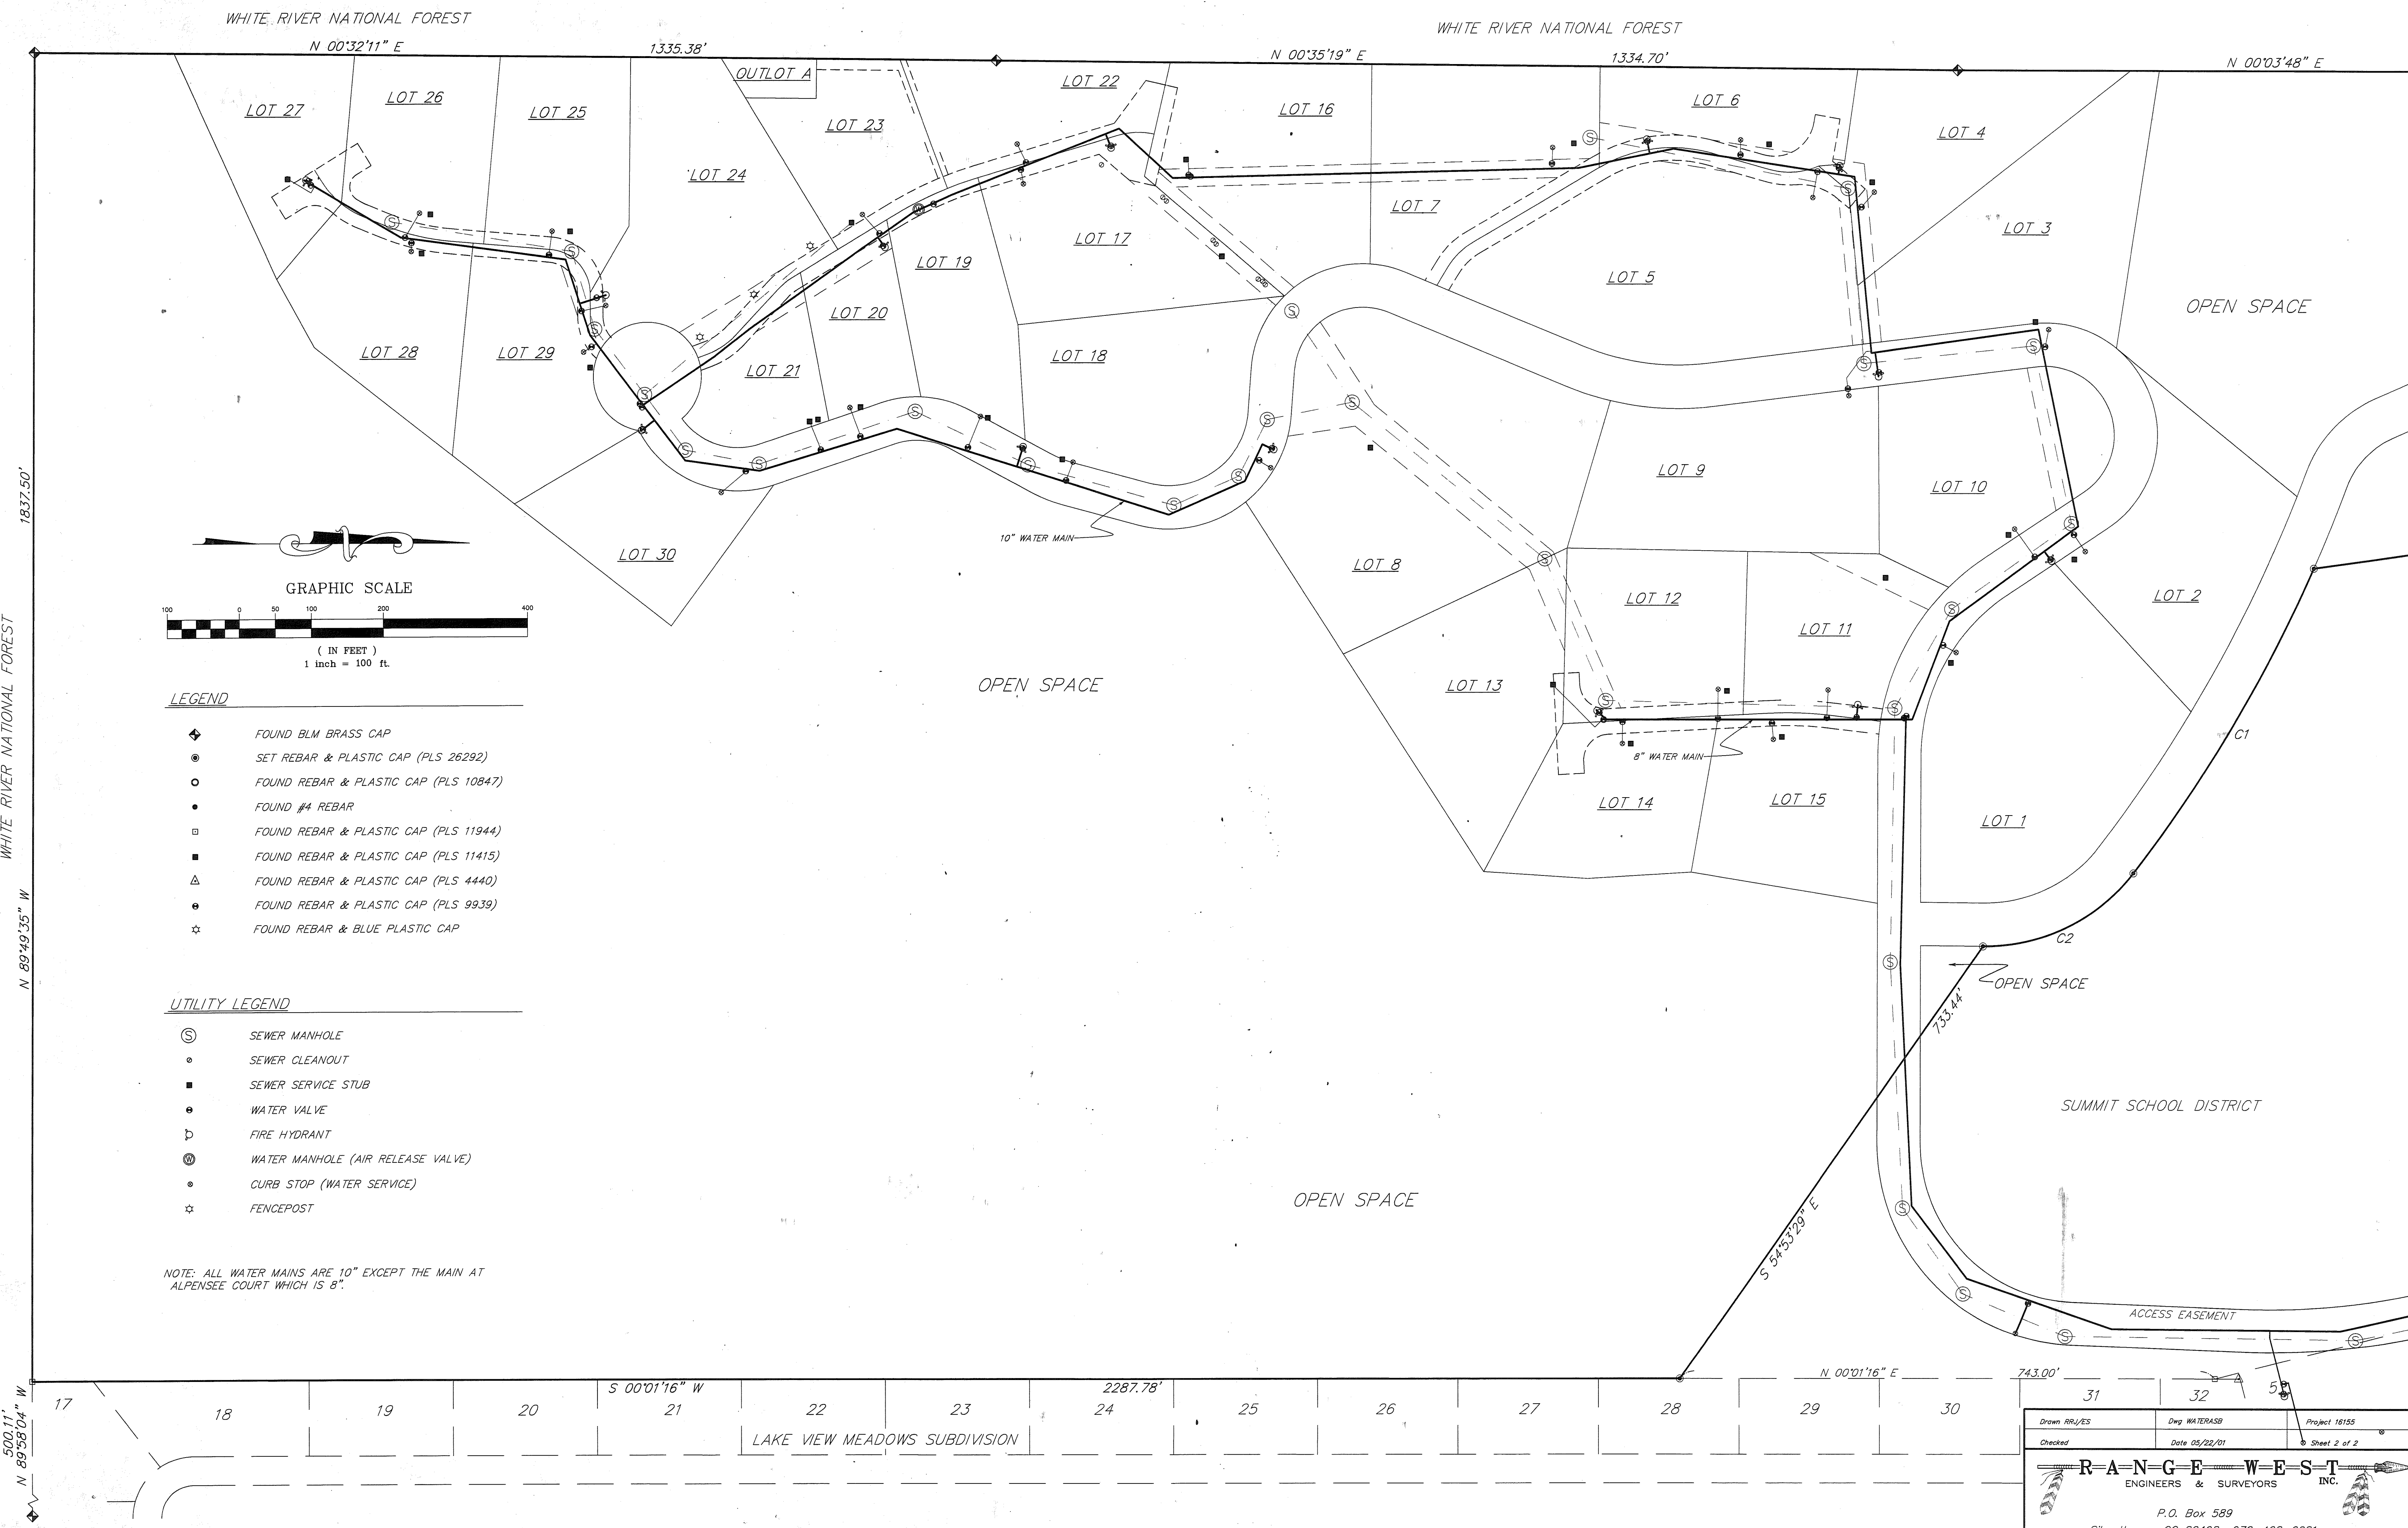 WHITE RIVER NATIONAL FOREST
WHITE RIVER NATIONAL FOREST
N 00°32'11" E
1335.38'
N 00°35'19" E
1334.70'
N 00°03'48" E
OUTLOT A
LOT 22
LOT 6
LOT 27
LOT 26
LOT 25
LOT 16
LOT 23
LOT 4
LOT 24
LOT 7
LOT 3
LOT 17
LOT 19
LOT 5
OPEN SPACE
LOT 20
LOT 28
LOT 29
LOT 18
LOT 21
LOT 9
LOT 10
10" WATER MAIN
LOT 30
LOT 8
LOT 12
LOT 2
LOT 11
LOT 13
OPEN SPACE
C1
8" WATER MAIN
LOT 14
LOT 15
LOT 1
C2
OPEN SPACE
733.44'
SUMMIT SCHOOL DISTRICT
OPEN SPACE
S 54°53'29" E
ACCESS EASEMENT
1837.50'
WHITE RIVER NATIONAL FOREST
N 89°49'35" W
500.11'
N 89°58'04" W
GRAPHIC SCALE
100 0 50 100 200 400
( IN FEET )
1 inch = 100 ft.
LEGEND
FOUND BLM BRASS CAP
SET REBAR & PLASTIC CAP (PLS 26292)
FOUND REBAR & PLASTIC CAP (PLS 10847)
FOUND #4 REBAR
FOUND REBAR & PLASTIC CAP (PLS 11944)
FOUND REBAR & PLASTIC CAP (PLS 11415)
FOUND REBAR & PLASTIC CAP (PLS 4440)
FOUND REBAR & PLASTIC CAP (PLS 9939)
FOUND REBAR & BLUE PLASTIC CAP
UTILITY LEGEND
S SEWER MANHOLE
SEWER CLEANOUT
SEWER SERVICE STUB
WATER VALVE
FIRE HYDRANT
W WATER MANHOLE (AIR RELEASE VALVE)
CURB STOP (WATER SERVICE)
FENCEPOST
NOTE: ALL WATER MAINS ARE 10" EXCEPT THE MAIN AT
ALPENSEE COURT WHICH IS 8".
S 00°01'16" W
2287.78'
N 00°01'16" E
743.00'
17 18 19 20 21 22 23 24 25 26 27 28 29 30 31 32
LAKE VIEW MEADOWS SUBDIVISION
Drawn RRJ/ES
Dwg WATERASB
Project 16155
Checked
Date 05/22/01
Sheet 2 of 2
RANGE WEST INC.
ENGINEERS & SURVEYORS
P.O. Box 589